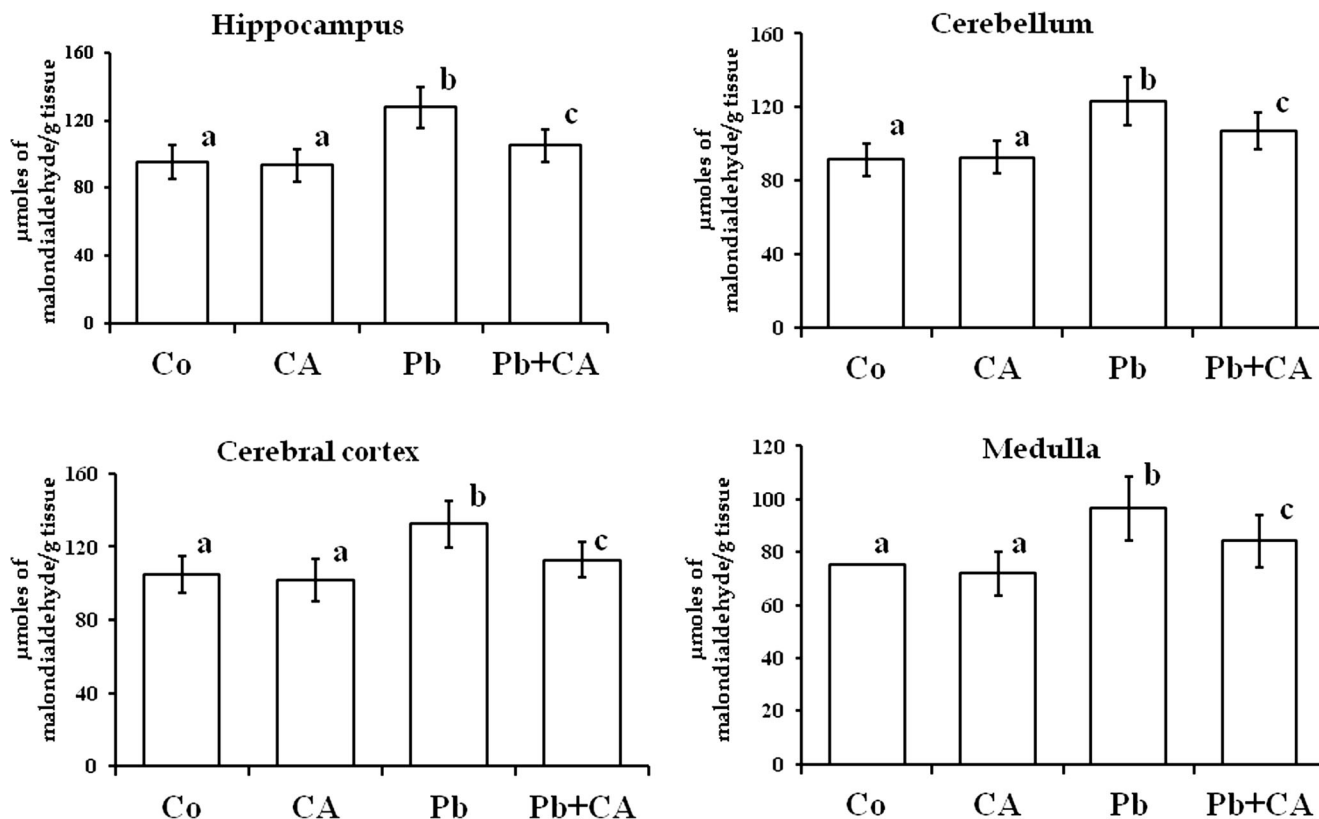 Hippocampus
µmoles of
malondialdehyde/g tissue
160
120
80
40
0
a
a
b
c
Co
CA
Pb
Pb+CA
Cerebellum
µmoles of
malondialdehyde/g tissue
160
120
80
40
0
a
a
b
c
Co
CA
Pb
Pb+CA
Cerebral cortex
µmoles of
malondialdehyde/g tissue
160
120
80
40
0
a
a
b
c
Co
CA
Pb
Pb+CA
Medulla
µmoles of
malondialdehyde/g tissue
120
100
80
60
40
20
0
a
a
b
c
Co
CA
Pb
Pb+CA